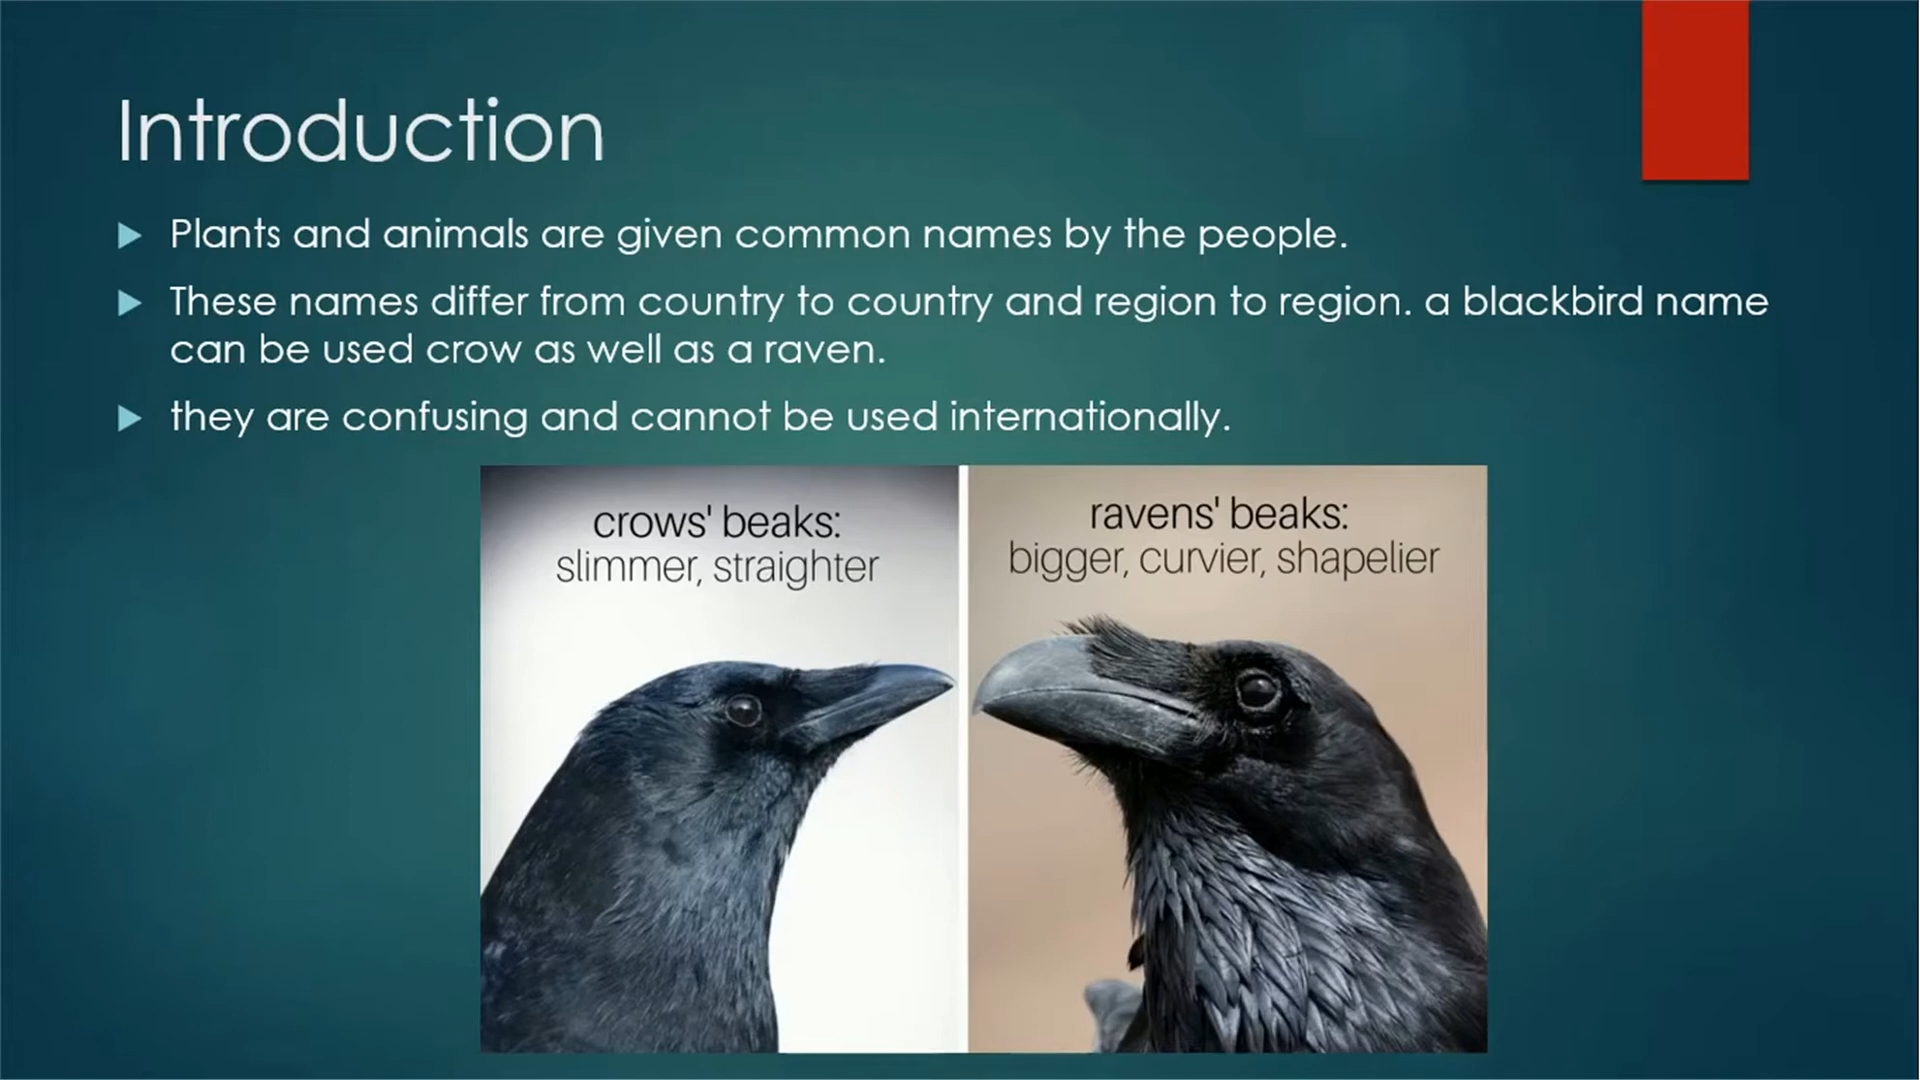 Introduction
Plants and animals are given common names by the people.
These names differ from country to country and region to region. a blackbird name
can be used crow as well as a raven.
they are confusing and cannot be used internationally.
crows' beaks:
slimmer, straighter
ravens' beaks:
bigger, curvier, shapelier